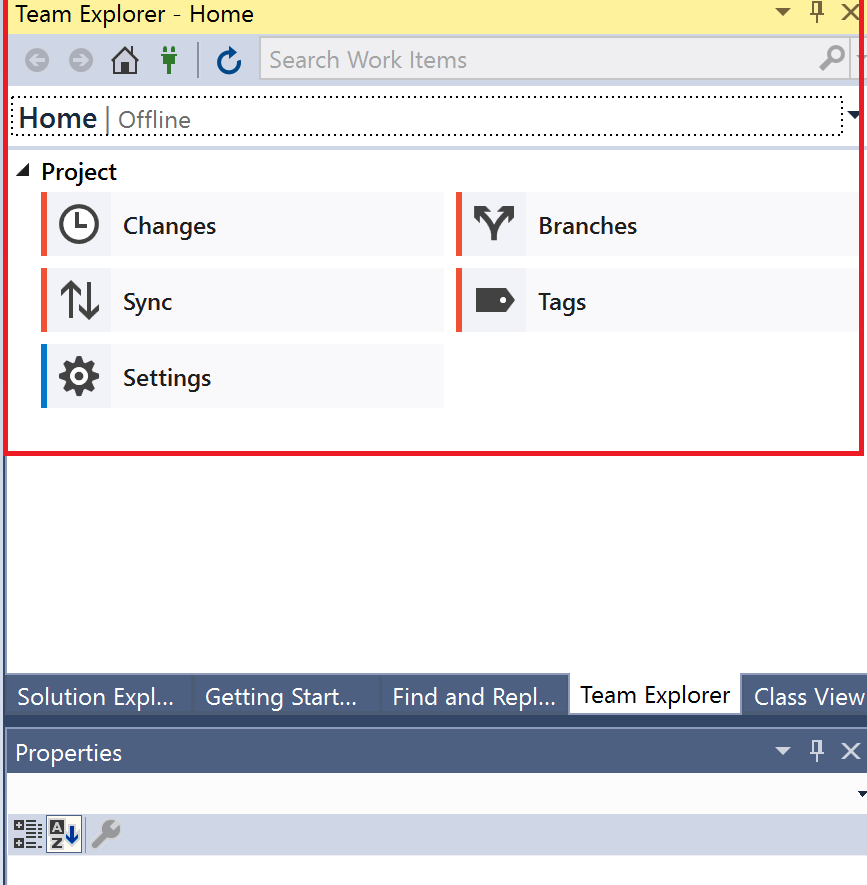 Team Explorer - Home
Search Work Items
Home | Offline
Project
Changes
Branches
Sync
Tags
Settings
Solution Expl... Getting Start... Find and Repl... Team Explorer Class View
Properties
A
Z